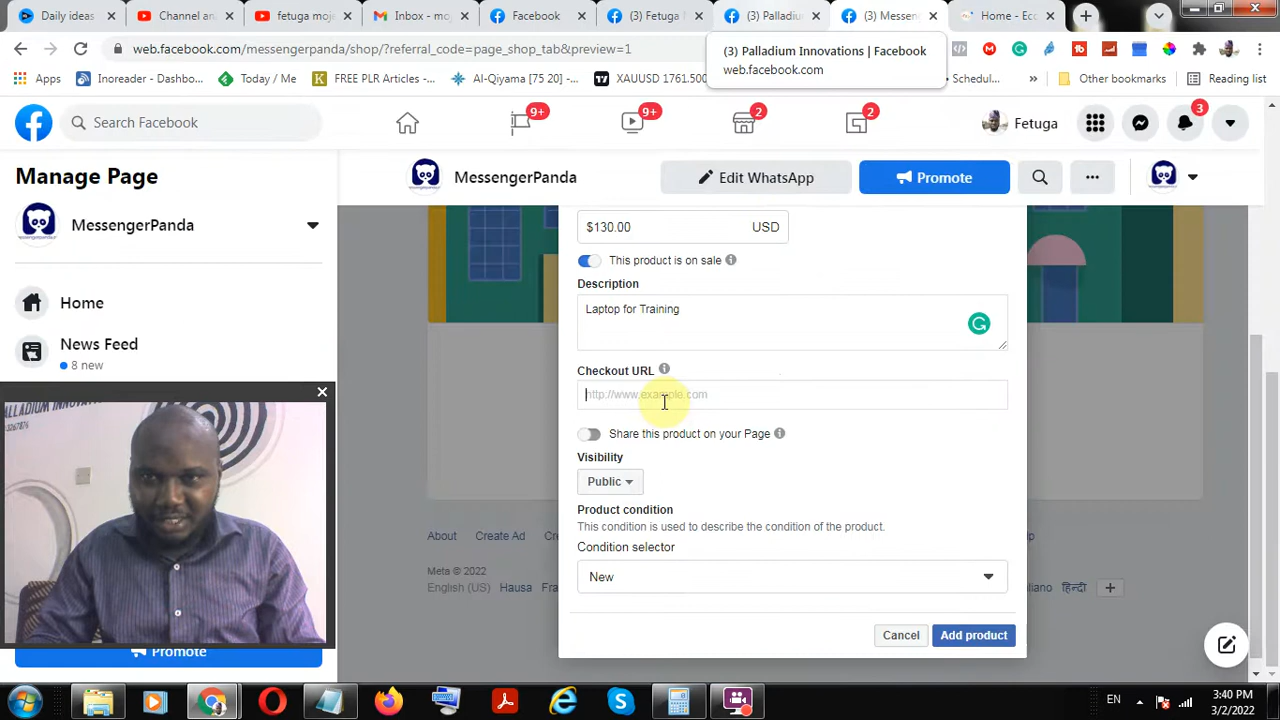 Daily ideas
Channel an
fetuga moj
Inbox - moj
Facebook
(3) Fetuga
(3) Palladiu
(3) Messen
Home - Ecc
web.facebook.com/messengerpanda/shop/?referral_code=page_shop_tab&preview=1
(3) Palladium Innovations | Facebook
web.facebook.com
Apps
Inoreader - Dashbo...
Today / Me
FREE PLR Articles -...
Al-Qiyama [75 20] -...
XAUUSD 1761.500
Schedul...
Other bookmarks
Reading list
Search Facebook
9+
9+
2
2
Fetuga
3
Manage Page
MessengerPanda
Edit WhatsApp
Promote
MessengerPanda
Home
News Feed
8 new
$130.00 USD
This product is on sale
Description
Laptop for Training
Checkout URL
http://www.example.com
Share this product on your Page
Visibility
Public
Product condition
This condition is used to describe the condition of the product.
Condition selector
New
Cancel
Add product
About
Create Ad
Meta © 2022
English (US)
Hausa
हिन्दी
Promote
EN
3:40 PM
3/2/2022